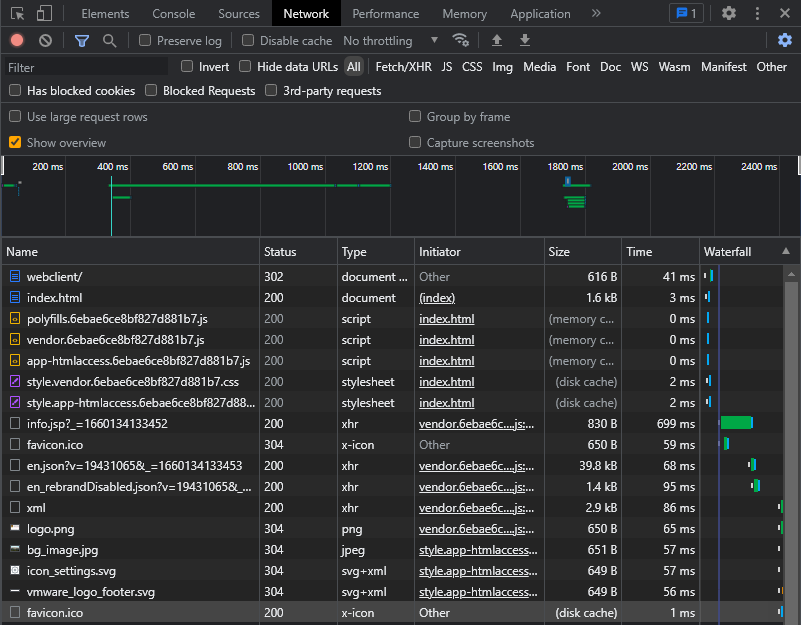 Elements Console Sources Network Performance Memory Application » 1
Preserve log Disable cache No throttling
Filter Invert Hide data URLs All Fetch/XHR JS CSS Img Media Font Doc WS Wasm Manifest Other
Has blocked cookies Blocked Requests 3rd-party requests
Use large request rows Group by frame
Show overview Capture screenshots
200 ms 400 ms 600 ms 800 ms 1000 ms 1200 ms 1400 ms 1600 ms 1800 ms 2000 ms 2200 ms 2400 ms
Name Status Type Initiator Size Time Waterfall
webclient/ 302 document ... Other 616 B 41 ms
index.html 200 document (index) 1.6 kB 3 ms
polyfills.6ebae6ce8bf827d881b7.js 200 script index.html (memory c... 0 ms
vendor.6ebae6ce8bf827d881b7.js 200 script index.html (memory c... 0 ms
app-htmlaccess.6ebae6ce8bf827d881b7.js 200 script index.html (memory c... 0 ms
style.vendor.6ebae6ce8bf827d881b7.css 200 stylesheet index.html (disk cache) 2 ms
style.app-htmlaccess.6ebae6ce8bf827d88... 200 stylesheet index.html (disk cache) 2 ms
info.jsp?_=1660134133452 200 xhr vendor.6ebae6c....js:... 830 B 699 ms
favicon.ico 304 x-icon Other 650 B 59 ms
en.json?v=19431065&_=1660134133453 200 xhr vendor.6ebae6c....js:... 39.8 kB 68 ms
en_rebrandDisabled.json?v=19431065&_... 200 xhr vendor.6ebae6c....js:... 1.4 kB 95 ms
xml 200 xhr vendor.6ebae6c....js:... 2.9 kB 86 ms
logo.png 304 png vendor.6ebae6c....js:... 650 B 65 ms
bg_image.jpg 304 jpeg style.app-htmlaccess... 651 B 57 ms
icon_settings.svg 304 svg+xml style.app-htmlaccess... 649 B 57 ms
vmware_logo_footer.svg 304 svg+xml style.app-htmlaccess... 649 B 56 ms
favicon.ico 200 x-icon Other (disk cache) 1 ms